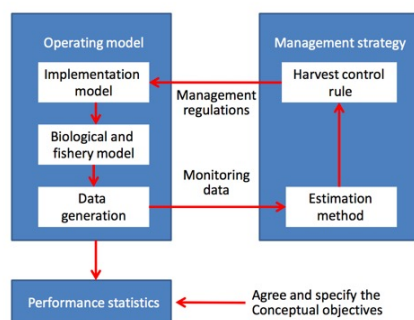 Operating model
Implementation
model
Biological and
fishery model
Data
generation
Management
regulations
Monitoring
data
Management strategy
Harvest control
rule
Estimation
method
Performance statistics
Agree and specify the
Conceptual objectives